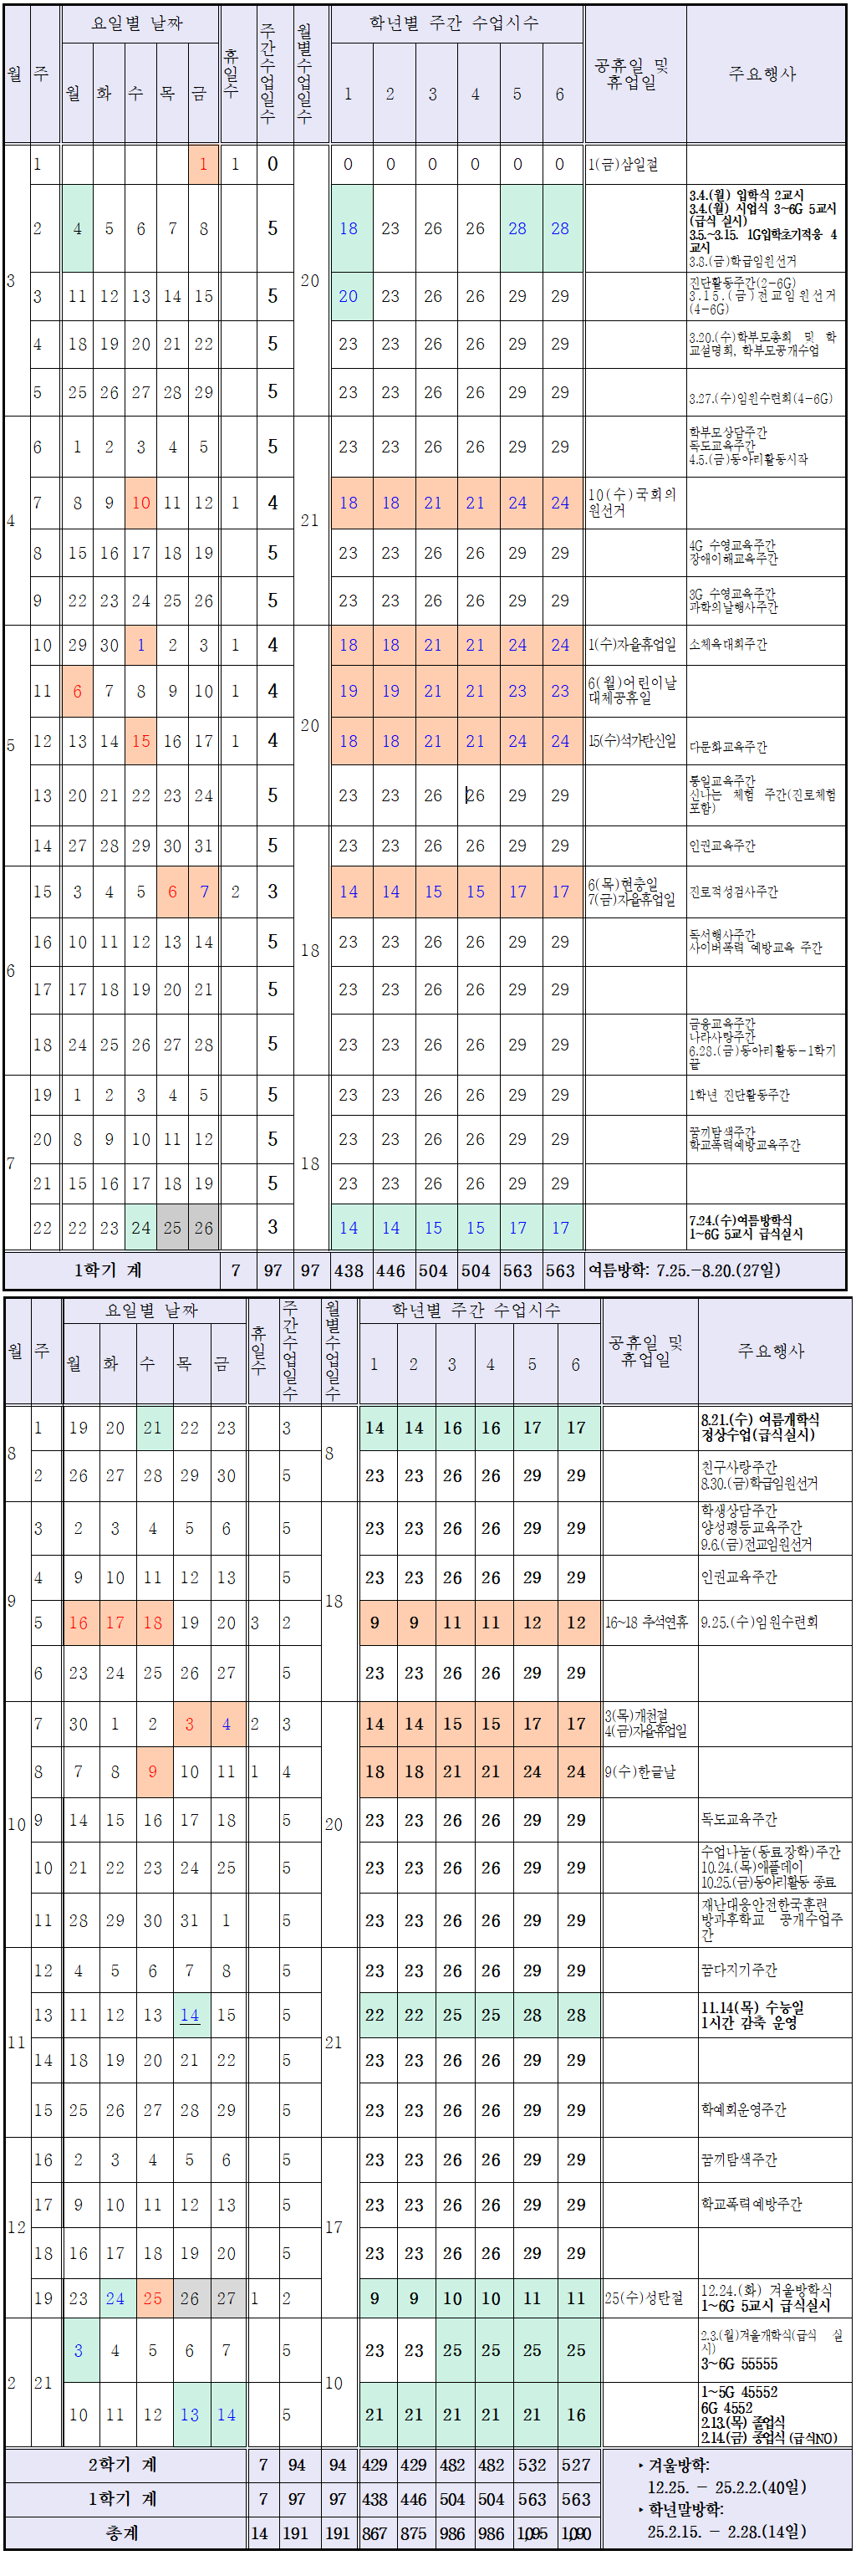 월 주 요일별 날짜 휴일수 주간수업일수 월별수업일수 학년별 주간 수업시수 공휴일 및 휴업일 주요행사
월 화 수 목 금 1 2 3 4 5 6
3 1 1 1 0 20 0 0 0 0 0 0 1(금)삼일절
2 4 5 6 7 8 5 18 23 26 26 28 28 3.4.(월) 입학식 2교시
3.4.(월) 시업식 3~6G 5교시
(급식 실시)
3.5.~3.15. 1G입학초기적응 4
교시
3.8.(금)학급임원선거
3 11 12 13 14 15 5 20 23 26 26 29 29 진단활동주간(2-6G)
3.15.(금)전교임원선거
(4-6G)
4 18 19 20 21 22 5 23 23 26 26 29 29 3.20.(수)학부모총회 및 학
교설명회, 학부모공개수업
5 25 26 27 28 29 5 23 23 26 26 29 29 3.27.(수)임원수련회(4-6G)
4 6 1 2 3 4 5 5 21 23 23 26 26 29 29 학부모상담주간
독도교육주간
4.5.(금)동아리활동시작
7 8 9 10 11 12 1 4 18 18 21 21 24 24 10(수)국회의
원선거
8 15 16 17 18 19 5 23 23 26 26 29 29 4G 수영교육주간
장애이해교육주간
9 22 23 24 25 26 5 23 23 26 26 29 29 3G 수영교육주간
과학의날행사주간
5 10 29 30 1 2 3 1 4 20 18 18 21 21 24 24 1(수)자율휴업일 소체육대회주간
11 6 7 8 9 10 1 4 19 19 21 21 23 23 6(월)어린이날
대체공휴일
12 13 14 15 16 17 1 4 18 18 21 21 24 24 15(수)석가탄신일 다문화교육주간
13 20 21 22 23 24 5 23 23 26 26 29 29 통일교육주간
신나는 체험 주간(진로체험
포함)
14 27 28 29 30 31 5 18 23 23 26 26 29 29 인권교육주간
6 15 3 4 5 6 7 2 3 14 14 15 15 17 17 6(목)현충일
7(금)자율휴업일 진로적성검사주간
16 10 11 12 13 14 5 23 23 26 26 29 29 독서행사주간
사이버폭력 예방교육 주간
17 17 18 19 20 21 5 23 23 26 26 29 29
18 24 25 26 27 28 5 23 23 26 26 29 29 금융교육주간
나라사랑주간
6.28.(금)동아리활동-1학기
끝
7 19 1 2 3 4 5 5 18 23 23 26 26 29 29 1학년 진단활동주간
20 8 9 10 11 12 5 23 23 26 26 29 29 꿈끼탐색주간
학교폭력예방교육주간
21 15 16 17 18 19 5 23 23 26 26 29 29
22 22 23 24 25 26 3 14 14 15 15 17 17 7.24.(수)여름방학식
1~6G 5교시 급식실시
1학기 계 7 97 97 438 446 504 504 563 563 여름방학: 7.25.-8.20.(27일)
월 주 요일별 날짜 휴일수 주간수업일수 월별수업일수 학년별 주간 수업시수 공휴일 및 휴업일 주요행사
월 화 수 목 금 1 2 3 4 5 6
8 1 19 20 21 22 23 3 8 14 14 16 16 17 17 8.21.(수) 여름개학식
정상수업(급식실시)
2 26 27 28 29 30 5 23 23 26 26 29 29 친구사랑주간
8.30.(금)학급임원선거
9 3 2 3 4 5 6 5 18 23 23 26 26 29 29 학생상담주간
양성평등교육주간
9.6.(금)전교임원선거
4 9 10 11 12 13 5 23 23 26 26 29 29 인권교육주간
5 16 17 18 19 20 3 2 9 9 11 11 12 12 16~18 추석연휴 9.25.(수)임원수련회
6 23 24 25 26 27 5 23 23 26 26 29 29
10 7 30 1 2 3 4 2 3 20 14 14 15 15 17 17 3(목)개천절
4(금)자율휴업일
8 7 8 9 10 11 1 4 18 18 21 21 24 24 9(수)한글날
9 14 15 16 17 18 5 23 23 26 26 29 29 독도교육주간
10 21 22 23 24 25 5 23 23 26 26 29 29 수업나눔(동료장학)주간
10.24.(목)애플데이
10.25.(금)동아리활동 종료
11 28 29 30 31 1 5 23 23 26 26 29 29 재난대응안전한국훈련
방과후학교 공개수업주
간
11 12 4 5 6 7 8 5 21 23 23 26 26 29 29 꿈다지기주간
13 11 12 13 14 15 5 22 22 25 25 28 28 11.14(목) 수능일
1시간 감축 운영
14 18 19 20 21 22 5 23 23 26 26 29 29
15 25 26 27 28 29 5 23 23 26 26 29 29 학예회운영주간
12 16 2 3 4 5 6 5 17 23 23 26 26 29 29 꿈끼탐색주간
17 9 10 11 12 13 5 23 23 26 26 29 29 학교폭력예방주간
18 16 17 18 19 20 5 23 23 26 26 29 29
19 23 24 25 26 27 1 2 9 9 10 10 11 11 25(수)성탄절 12.24.(화) 겨울방학식
1~6G 5교시 급식실시
2 21 3 4 5 6 7 5 10 23 23 25 25 25 25 2.3.(월)겨울개학식(급식 실
시)
3~6G 55555
10 11 12 13 14 5 21 21 21 21 21 16 1~5G 45552
6G 4552
2.13.(목) 졸업식
2.14.(금) 종업식 (급식NO)
2학기 계 7 94 94 429 429 482 482 532 527 ‣ 겨울방학:
12.25. - 25.2.2.(40일)
1학기 계 7 97 97 438 446 504 504 563 563 ‣ 학년말방학:
25.2.15. - 2.28.(14일)
총계 14 191 191 867 875 986 986 1,095 1,090